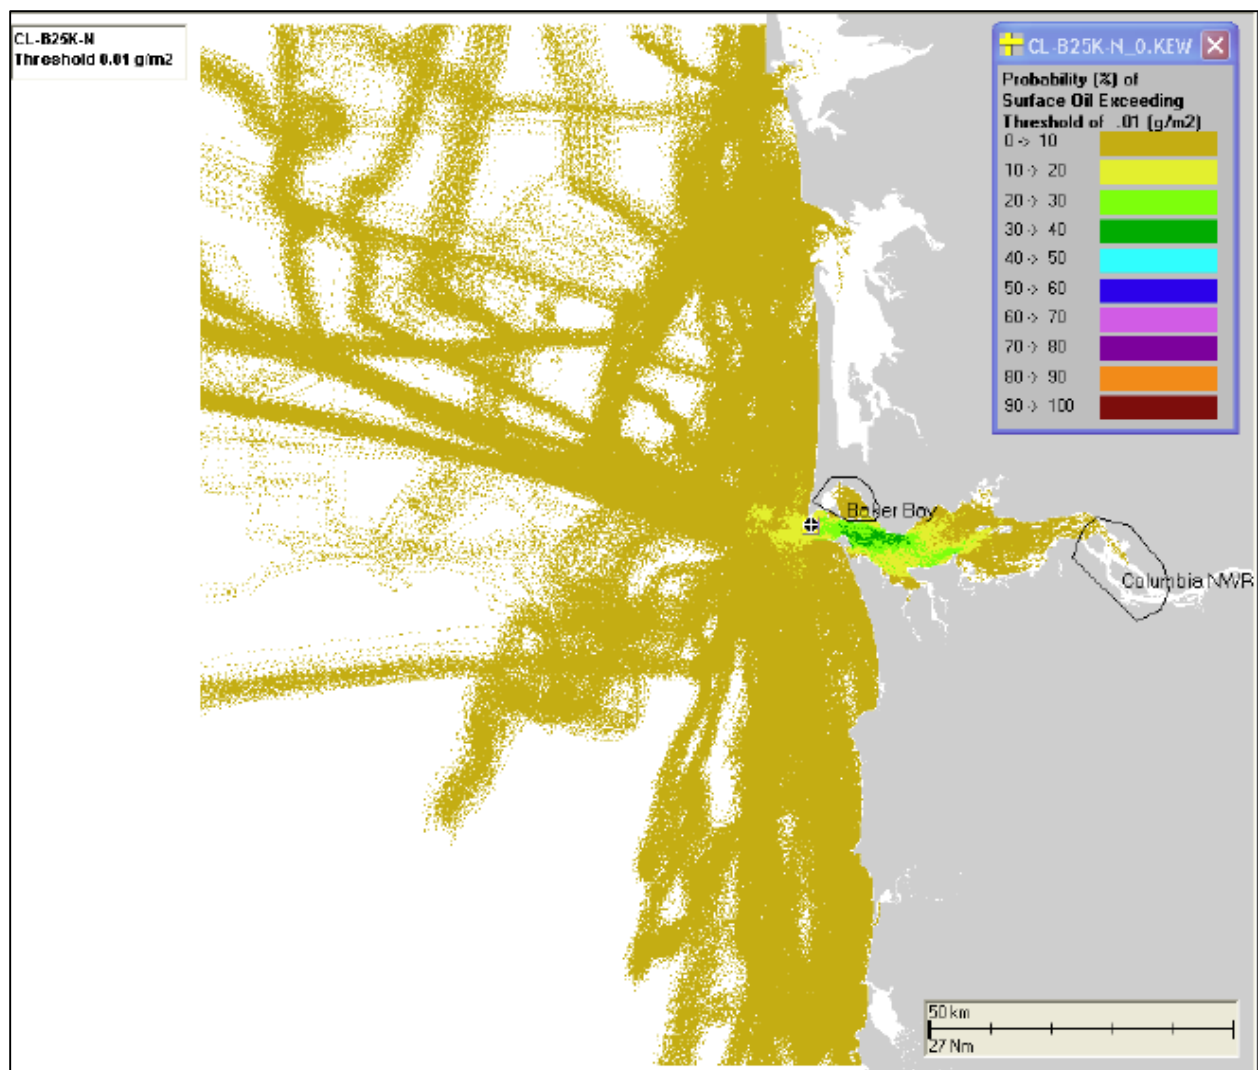 CL-B25K-N
Threshold 0.01 g/m2
CL-B25K-N_0.KEW
Probability (%) of
Surface Oil Exceeding
Threshold of .01 (g/m2)
0 -> 10
10 -> 20
20 -> 30
30 -> 40
40 -> 50
50 -> 60
60 -> 70
70 -> 80
80 -> 90
90 -> 100
Baker Bay
Columbia NWR
50 km
27 Nm